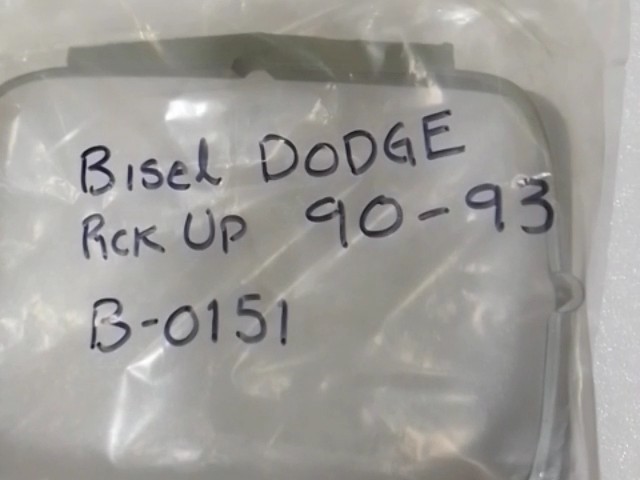 Bisel DODGE
Pick UP 90-93
B-0151